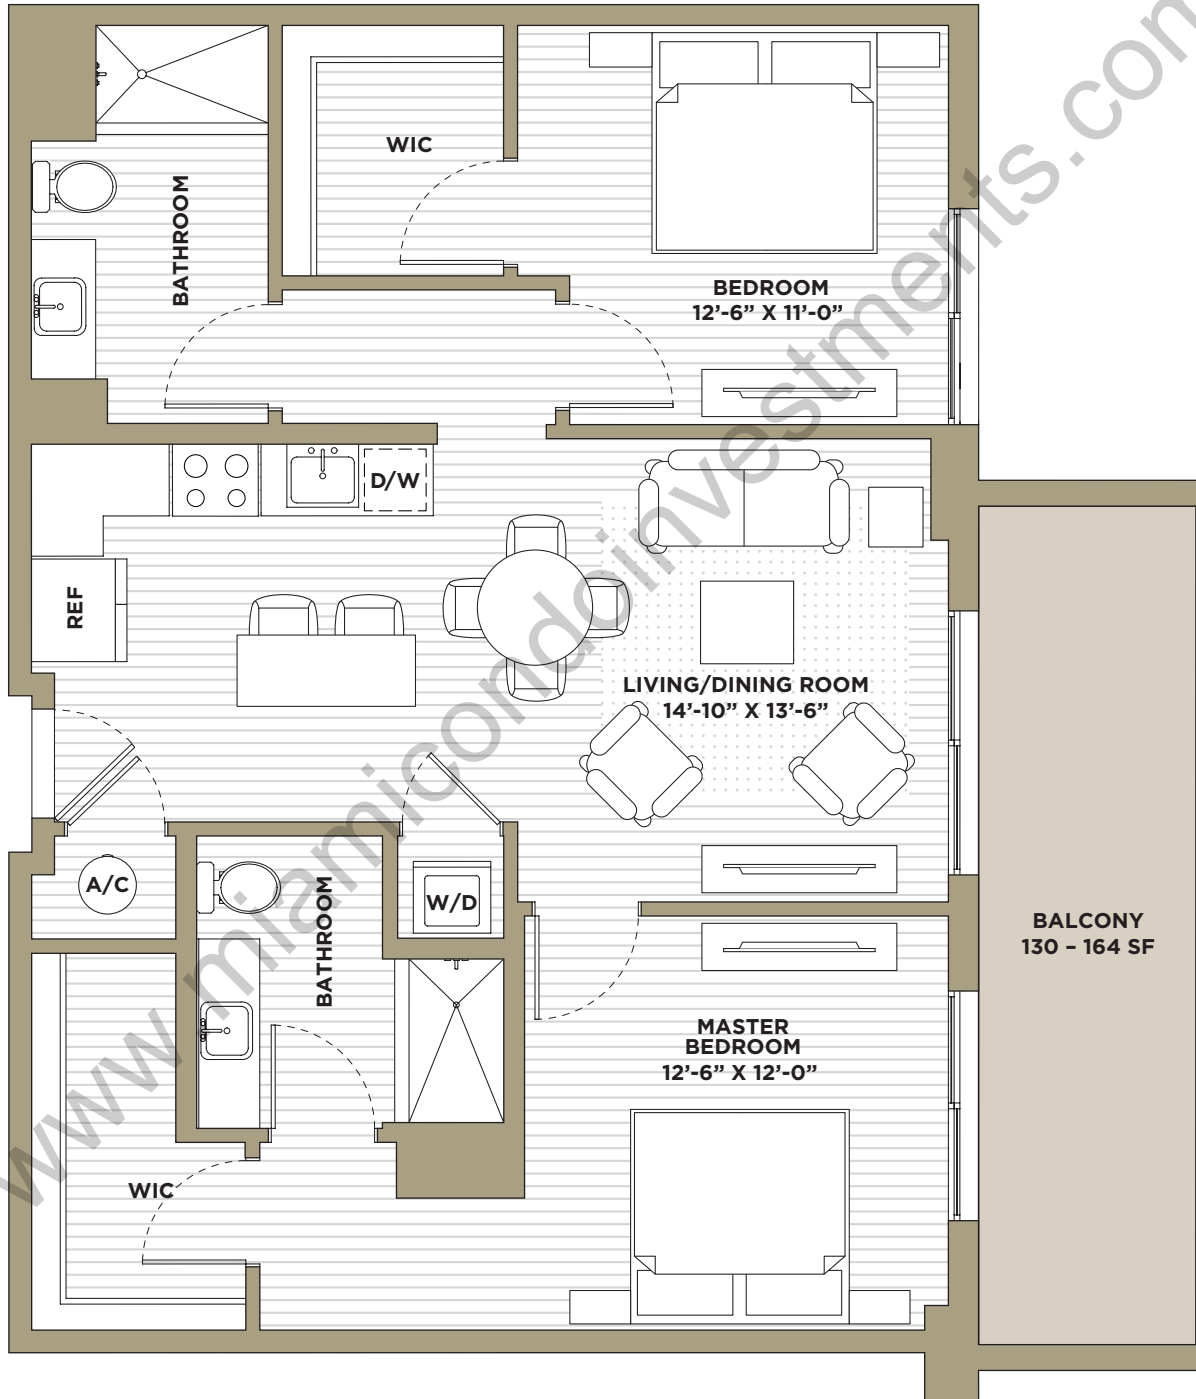 WIC
BATHROOM
BEDROOM
12’-6” X 11’-0”
D/W
REF
LIVING/DINING ROOM
14’-10” X 13’-6”
A/C
W/D
BATHROOM
BALCONY
130 – 164 SF
MASTER
BEDROOM
12’-6” X 12’-0”
WIC
www.miamicondoinvestments.com